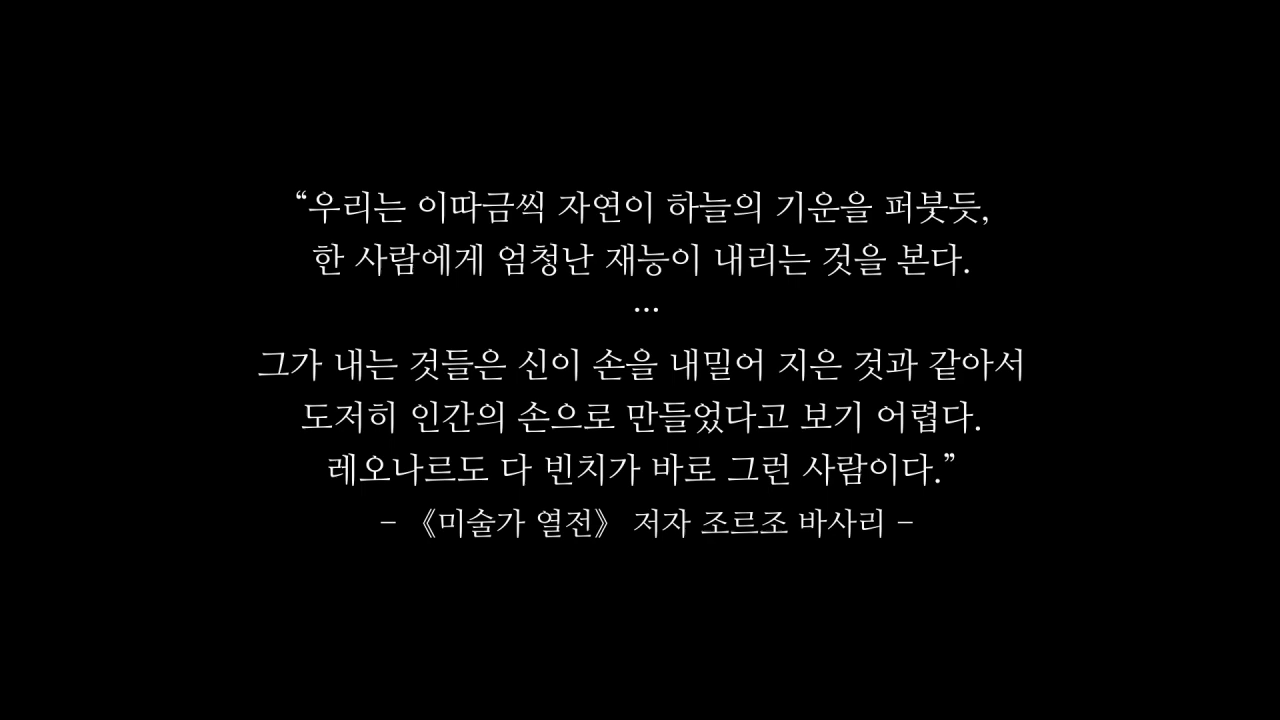 “우리는 이따금씩 자연이 하늘의 기운을 퍼붓듯,
한 사람에게 엄청난 재능이 내리는 것을 본다.
…
그가 내는 것들은 신이 손을 내밀어 지은 것과 같아서
도저히 인간의 손으로 만들었다고 보기 어렵다.
레오나르도 다 빈치가 바로 그런 사람이다.”
– 《미술가 열전》 저자 조르조 바사리 –